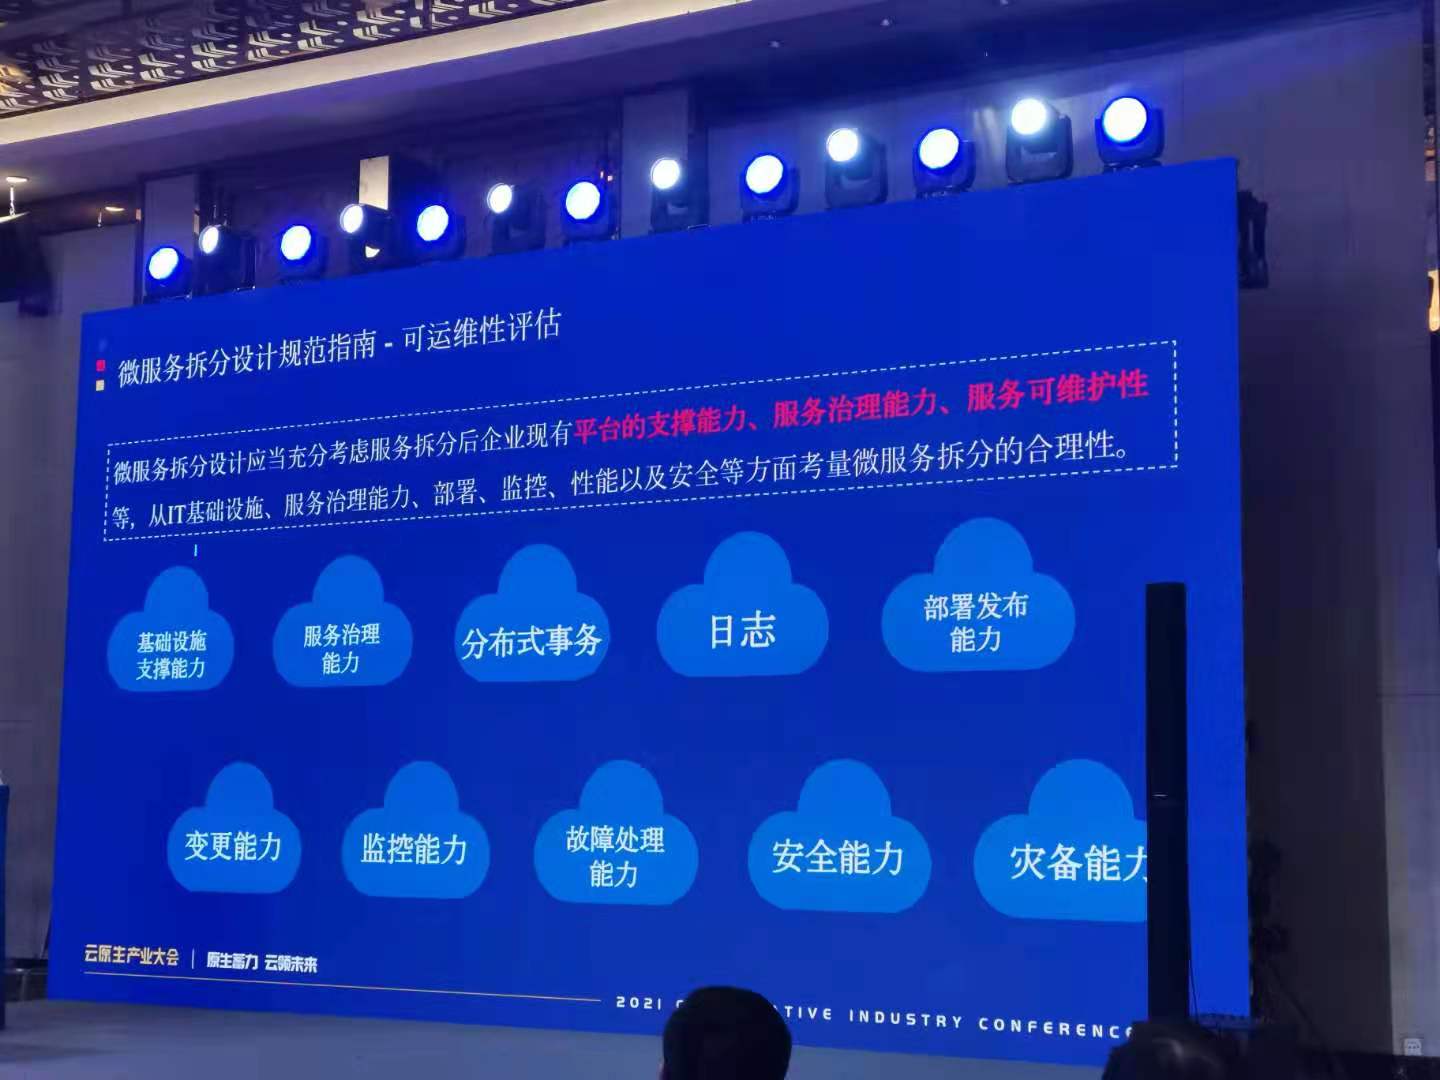 微服务拆分设计规范指南 - 可运维性评估
微服务拆分设计应当充分考虑服务拆分后企业现有平台的支撑能力、服务治理能力、服务可维护性
等，从IT基础设施、服务治理能力、部署、监控、性能以及安全等方面考量微服务拆分的合理性。
基础设施
支撑能力
服务治理
能力
分布式事务
日志
部署发布
能力
变更能力
监控能力
故障处理
能力
安全能力
灾备能力
云原生产业大会 | 原生蓄力 云领未来
2021 INDUSTRY CONFERENCE